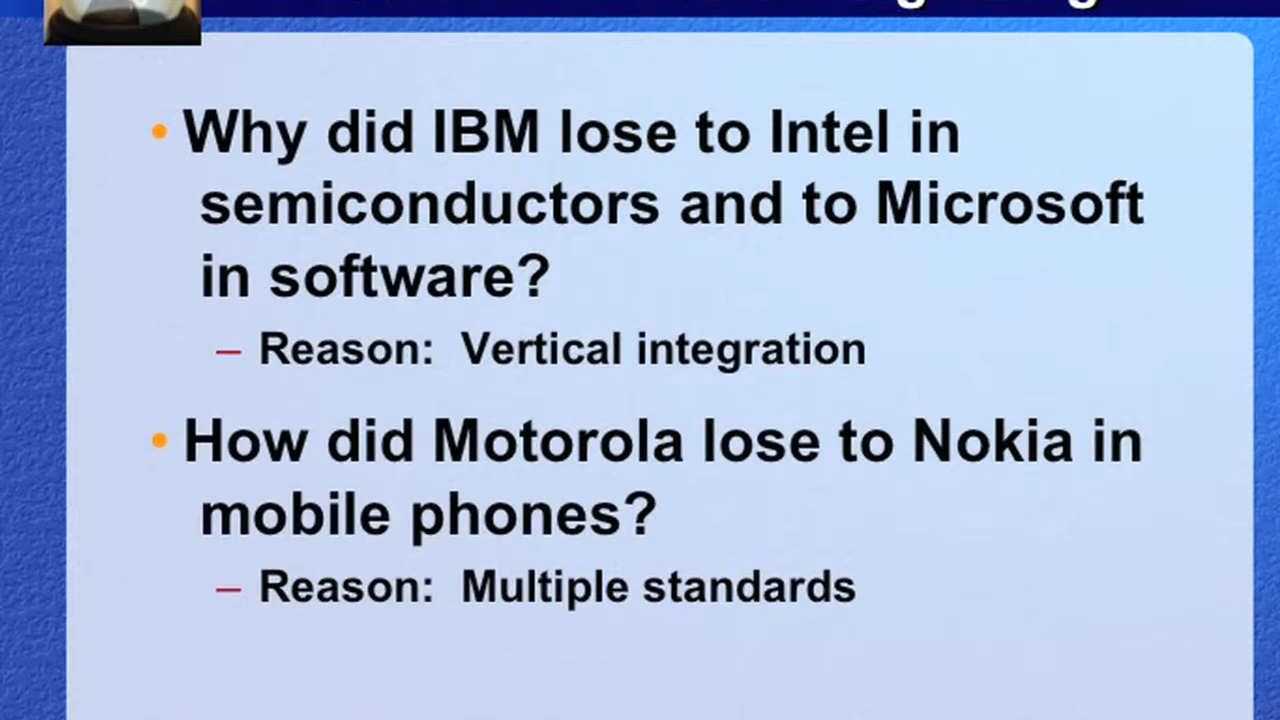 • Why did IBM lose to Intel in
semiconductors and to Microsoft
in software?
– Reason: Vertical integration
• How did Motorola lose to Nokia in
mobile phones?
– Reason: Multiple standards